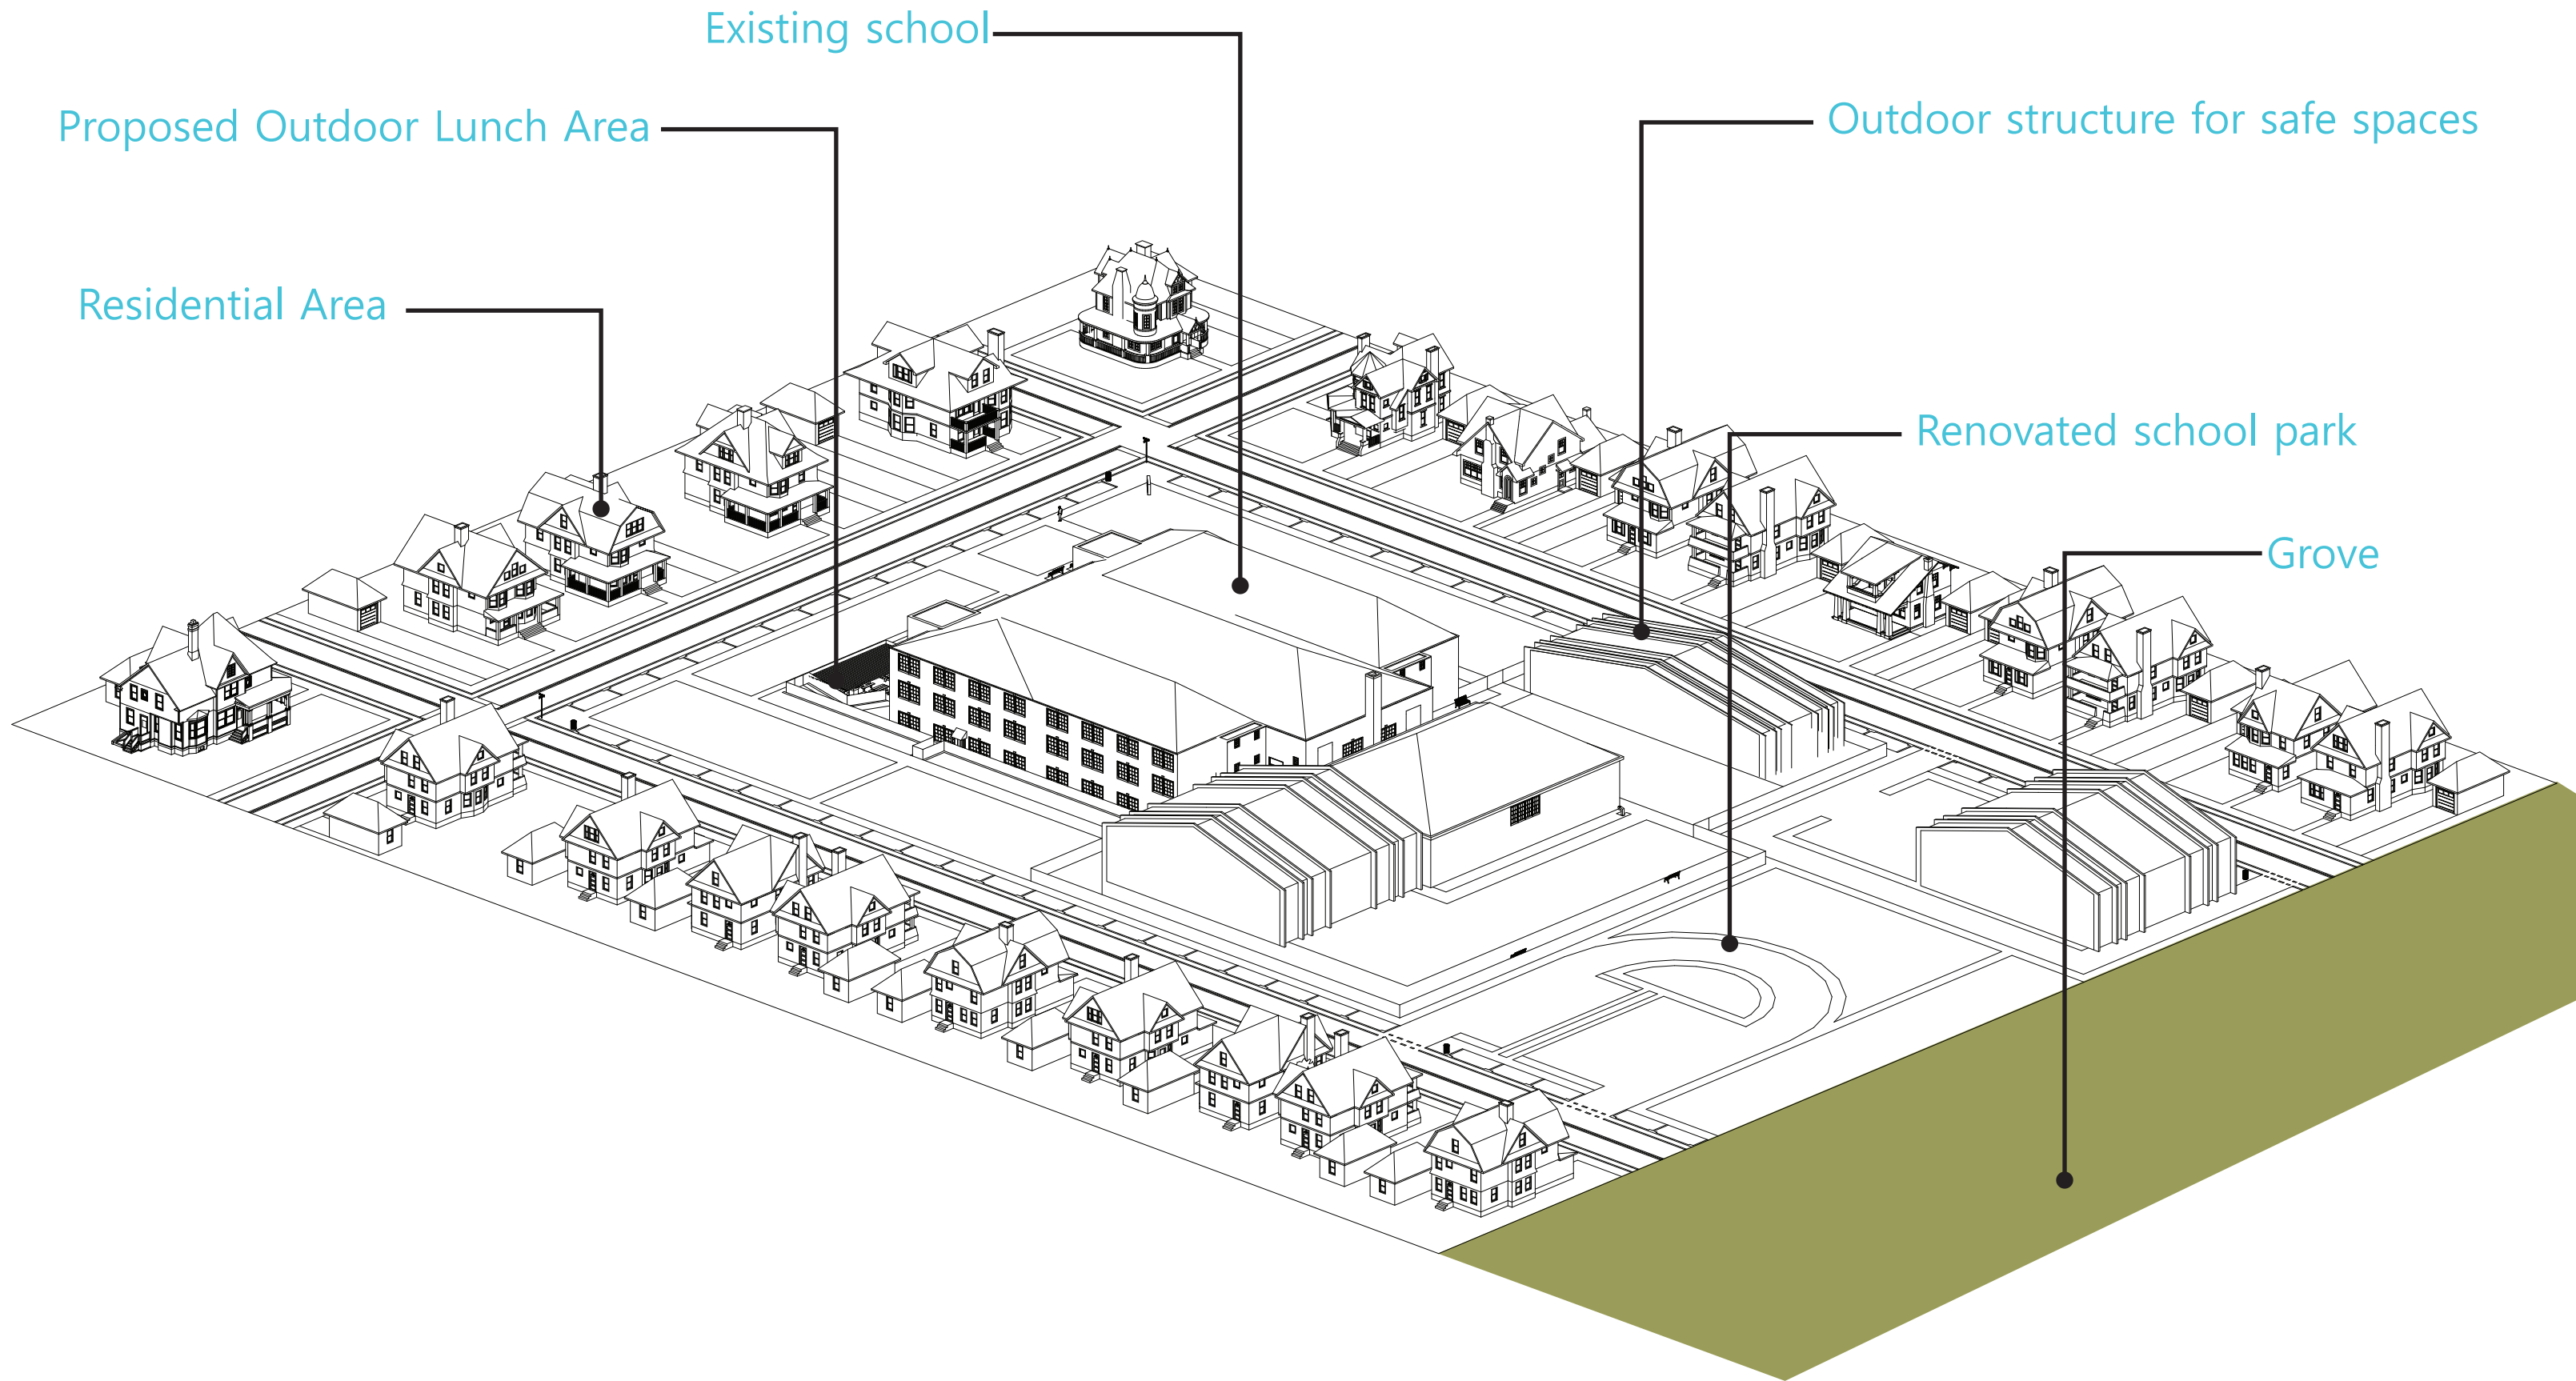 Existing school
Proposed Outdoor Lunch Area
Outdoor structure for safe spaces
Residential Area
Renovated school park
Grove